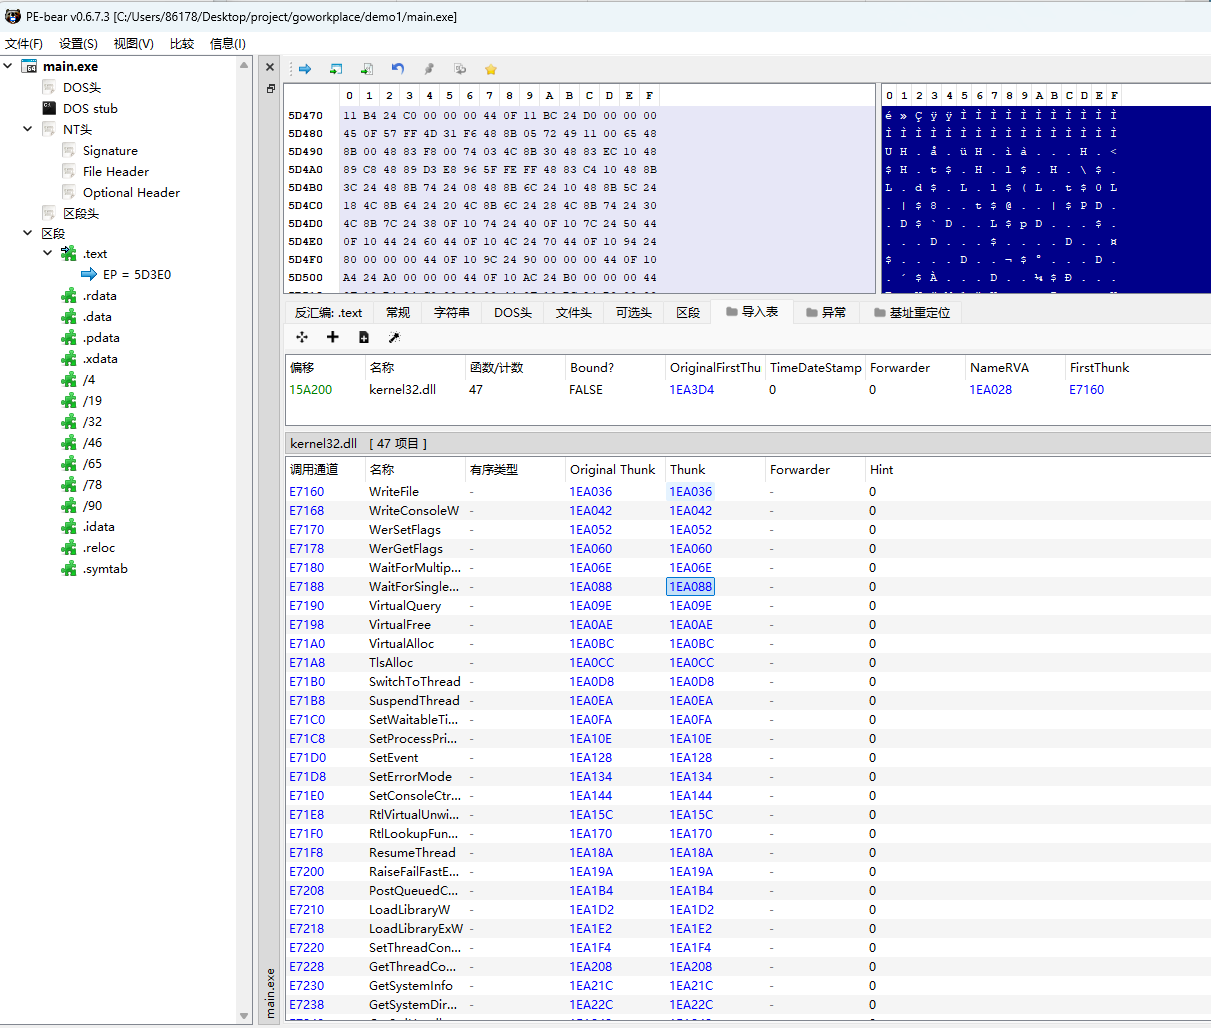 PE-bear v0.6.7.3 [C:/Users/86178/Desktop/project/goworkplace/demo1/main.exe]
文件(F) 设置(S) 视图(V) 比较 信息(I)
main.exe
DOS头
DOS stub
NT头
Signature
File Header
Optional Header
区段头
区段
.text
EP = 5D3E0
.rdata
.data
.pdata
.xdata
/4
/19
/32
/46
/65
/78
/90
.idata
.reloc
.symtab
main.exe
0 1 2 3 4 5 6 7 8 9 A B C D E F
5D470 11 B4 24 C0 00 00 00 44 0F 11 BC 24 D0 00 00 00
5D480 45 0F 57 FF 4D 31 F6 48 8B 05 72 49 11 00 65 48
5D490 8B 00 48 83 F8 00 74 03 4C 8B 30 48 83 EC 10 48
5D4A0 89 C8 48 89 D3 E8 96 5F FE FF 48 83 C4 10 48 8B
5D4B0 3C 24 48 8B 74 24 08 48 8B 6C 24 10 48 8B 5C 24
5D4C0 18 4C 8B 64 24 20 4C 8B 6C 24 28 4C 8B 74 24 30
5D4D0 4C 8B 7C 24 38 0F 10 74 24 40 0F 10 7C 24 50 44
5D4E0 0F 10 44 24 60 44 0F 10 4C 24 70 44 0F 10 94 24
5D4F0 80 00 00 00 44 0F 10 9C 24 90 00 00 00 44 0F 10
5D500 A4 24 A0 00 00 00 44 0F 10 AC 24 B0 00 00 00 44
0 1 2 3 4 5 6 7 8 9 A B C D E F
é » Ç ÿ ÿ Ì Ì Ì Ì Ì Ì Ì Ì Ì Ì Ì
Ì Ì Ì Ì Ì Ì Ì Ì Ì Ì Ì Ì Ì Ì Ì Ì
U H . å . ü H . ì à . . . H . <
$ H . t $ . H . l $ . H . \ $ .
L . d $ . L . l $ ( L . t $ 0 L
. | $ 8 . . t $ @ . . | $ P D .
. D $ ` D . . L $ p D . . . $ .
. . . D . . . $ . . . . D . . ¤
$ . . . . D . . ¬ $ ° . . . D .
. ´ $ À . . . D . . ¼ $ Ð . . .
反汇编: .text 常规 字符串 DOS头 文件头 可选头 区段 导入表 异常 基址重定位
偏移 名称 函数/计数 Bound? OriginalFirstThu TimeDateStamp Forwarder NameRVA FirstThunk
15A200 kernel32.dll 47 FALSE 1EA3D4 0 0 1EA028 E7160
kernel32.dll [ 47 项目 ]
调用通道 名称 有序类型 Original Thunk Thunk Forwarder Hint
E7160 WriteFile - 1EA036 1EA036 - 0
E7168 WriteConsoleW - 1EA042 1EA042 - 0
E7170 WerSetFlags - 1EA052 1EA052 - 0
E7178 WerGetFlags - 1EA060 1EA060 - 0
E7180 WaitForMultip... - 1EA06E 1EA06E - 0
E7188 WaitForSingle... - 1EA088 1EA088 - 0
E7190 VirtualQuery - 1EA09E 1EA09E - 0
E7198 VirtualFree - 1EA0AE 1EA0AE - 0
E71A0 VirtualAlloc - 1EA0BC 1EA0BC - 0
E71A8 TlsAlloc - 1EA0CC 1EA0CC - 0
E71B0 SwitchToThread - 1EA0D8 1EA0D8 - 0
E71B8 SuspendThread - 1EA0EA 1EA0EA - 0
E71C0 SetWaitableTi... - 1EA0FA 1EA0FA - 0
E71C8 SetProcessPri... - 1EA10E 1EA10E - 0
E71D0 SetEvent - 1EA128 1EA128 - 0
E71D8 SetErrorMode - 1EA134 1EA134 - 0
E71E0 SetConsoleCtr... - 1EA144 1EA144 - 0
E71E8 RtlVirtualUnwi... - 1EA15C 1EA15C - 0
E71F0 RtlLookupFun... - 1EA170 1EA170 - 0
E71F8 ResumeThread - 1EA18A 1EA18A - 0
E7200 RaiseFailFastE... - 1EA19A 1EA19A - 0
E7208 PostQueuedC... - 1EA1B4 1EA1B4 - 0
E7210 LoadLibraryW - 1EA1D2 1EA1D2 - 0
E7218 LoadLibraryExW - 1EA1E2 1EA1E2 - 0
E7220 SetThreadCon... - 1EA1F4 1EA1F4 - 0
E7228 GetThreadCo... - 1EA208 1EA208 - 0
E7230 GetSystemInfo - 1EA21C 1EA21C - 0
E7238 GetSystemDir... - 1EA22C 1EA22C - 0